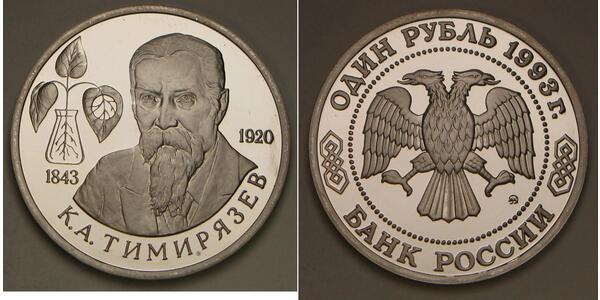 1843
1920
К.А.ТИМИРЯЗЕВ
ОДИН РУБЛЬ 1993 г.
БАНК РОССИИ